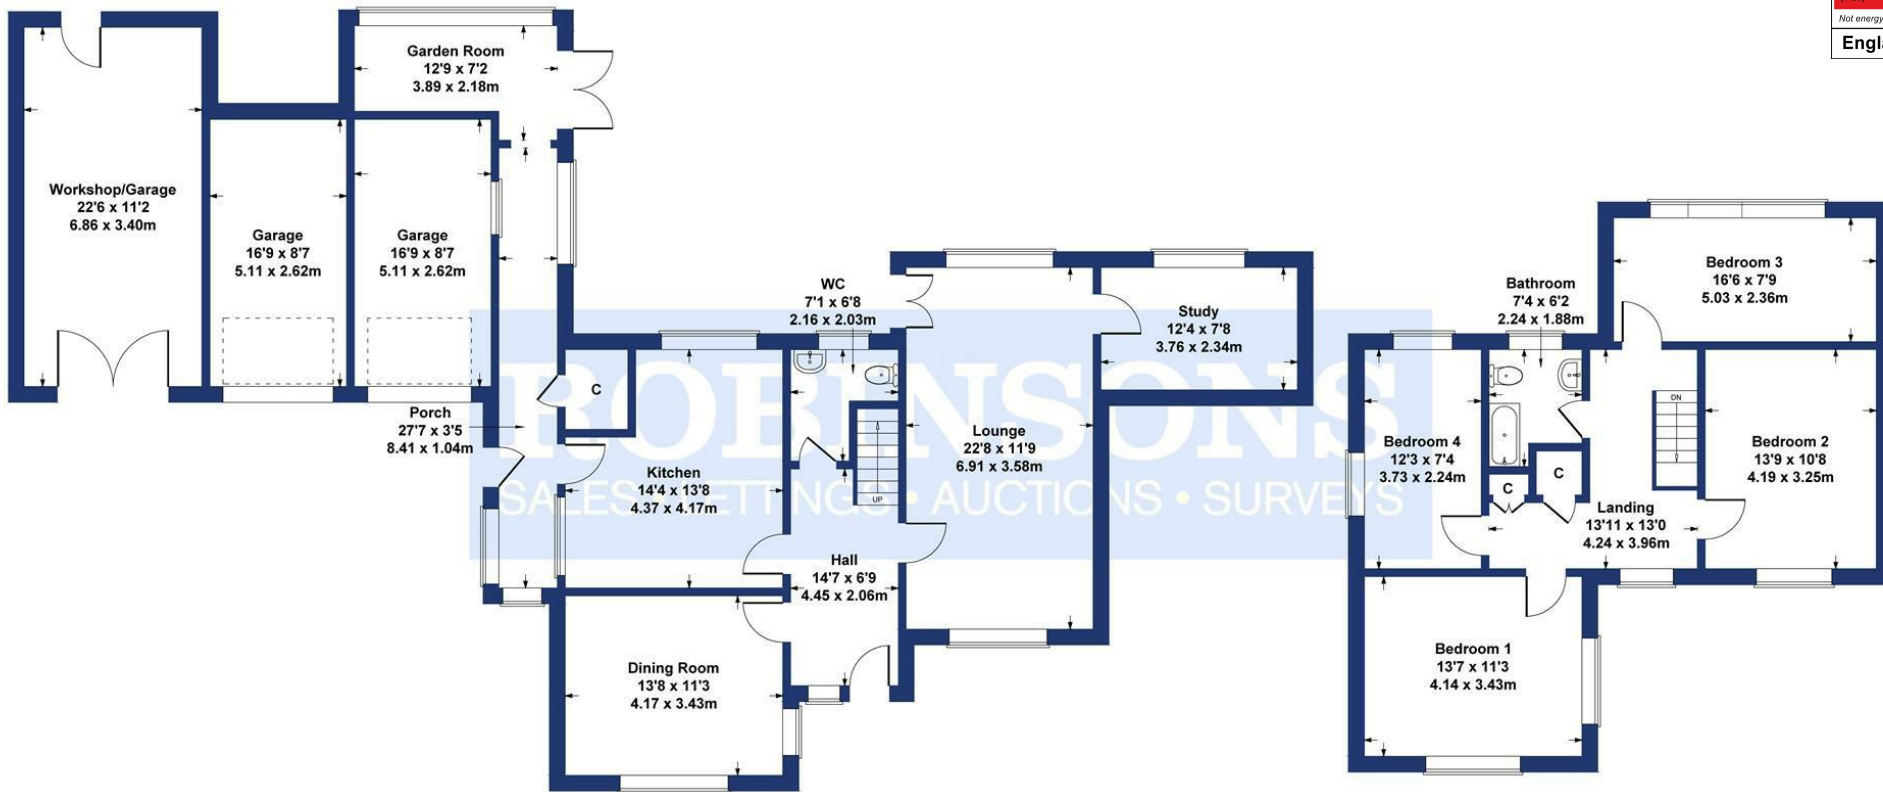 Not energy
Engla
Garden Room
12'9 x 7'2
3.89 x 2.18m
Workshop/Garage
22'6 x 11'2
6.86 x 3.40m
Garage
16'9 x 8'7
5.11 x 2.62m
Garage
16'9 x 8'7
5.11 x 2.62m
Porch
27'7 x 3'5
8.41 x 1.04m
C
Kitchen
14'4 x 13'8
4.37 x 4.17m
WC
7'1 x 6'8
2.16 x 2.03m
UP
Lounge
22'8 x 11'9
6.91 x 3.58m
Study
12'4 x 7'8
3.76 x 2.34m
Hall
14'7 x 6'9
4.45 x 2.06m
Dining Room
13'8 x 11'3
4.17 x 3.43m
ROBINSONS
SALES • LETTINGS • AUCTIONS • SURVEYS
Bedroom 3
16'6 x 7'9
5.03 x 2.36m
Bathroom
7'4 x 6'2
2.24 x 1.88m
Bedroom 4
12'3 x 7'4
3.73 x 2.24m
C
C
DN
Landing
13'11 x 13'0
4.24 x 3.96m
Bedroom 2
13'9 x 10'8
4.19 x 3.25m
Bedroom 1
13'7 x 11'3
4.14 x 3.43m